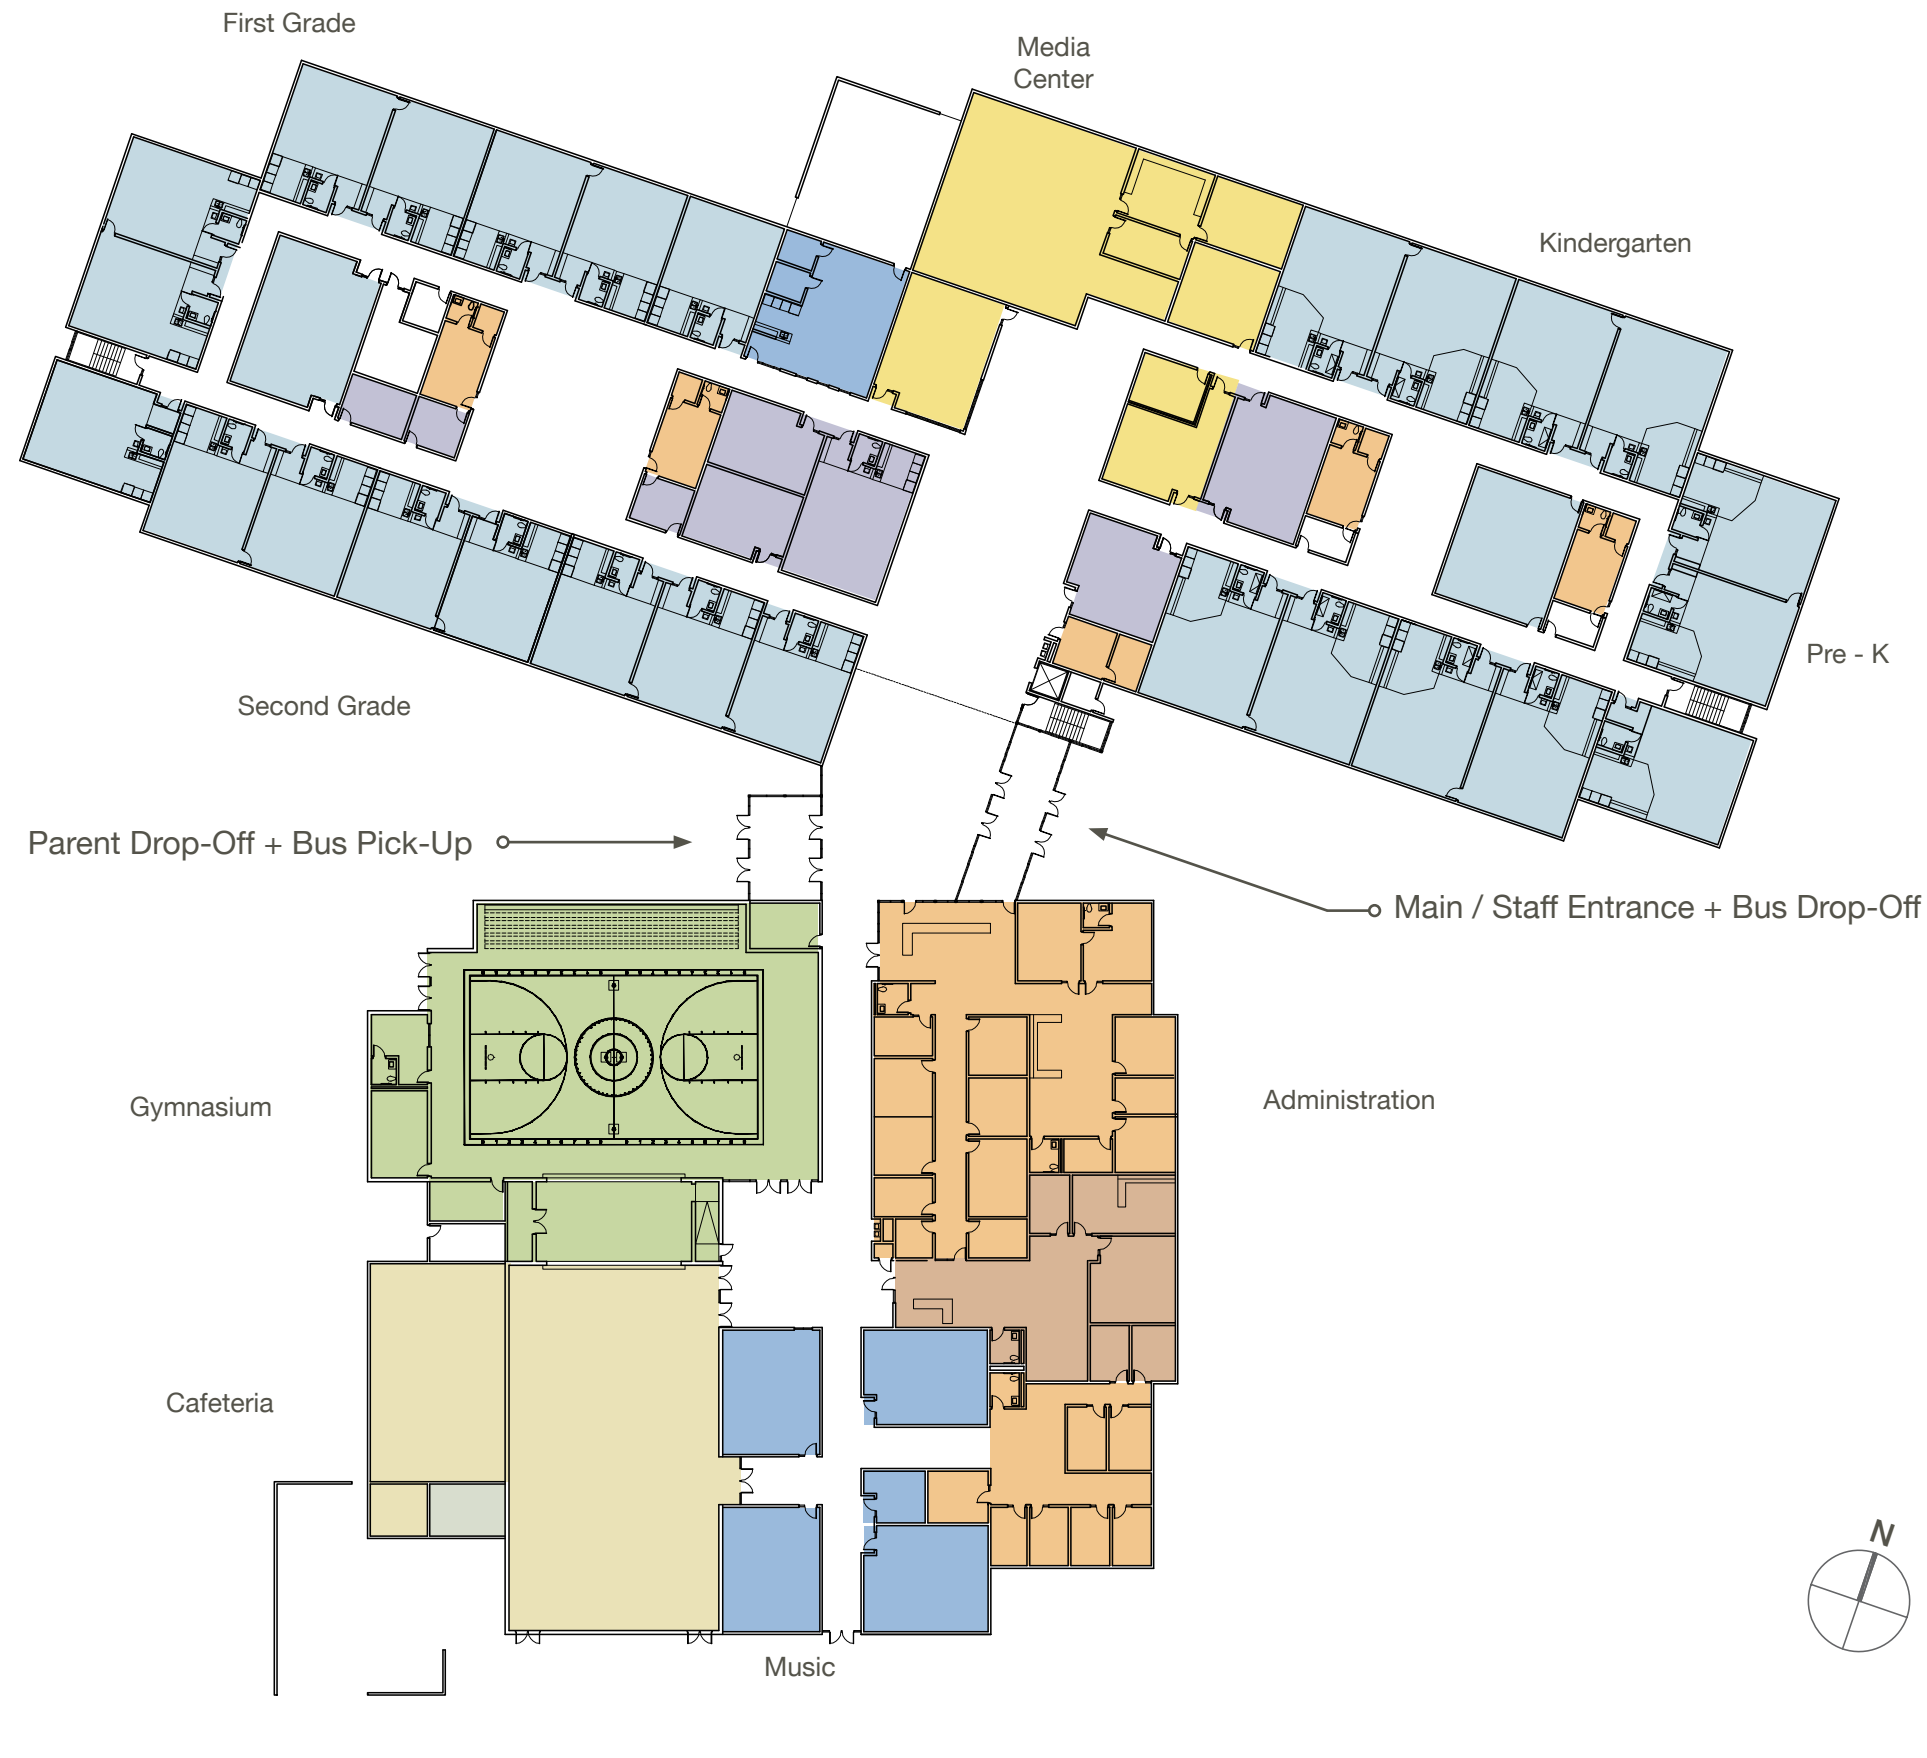 First Grade
Media
Center
Kindergarten
Pre - K
Second Grade
Parent Drop-Off + Bus Pick-Up
Main / Staff Entrance + Bus Drop-Off
Gymnasium
Administration
Cafeteria
N
Music